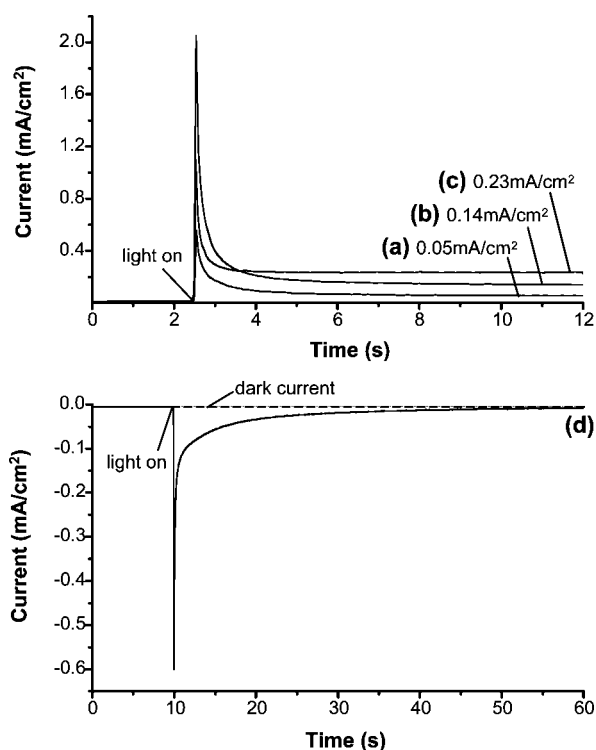 2.0
1.6
1.2
0.8
0.4
Current (mA/cm²)
(c) 0.23mA/cm²
(b) 0.14mA/cm²
(a) 0.05mA/cm²
light on
0 2 4 6 8 10 12
Time (s)
dark current
0.0
-0.1
-0.2
-0.3
-0.4
-0.5
-0.6
Current (mA/cm²)
(d)
light on
0 10 20 30 40 50 60
Time (s)